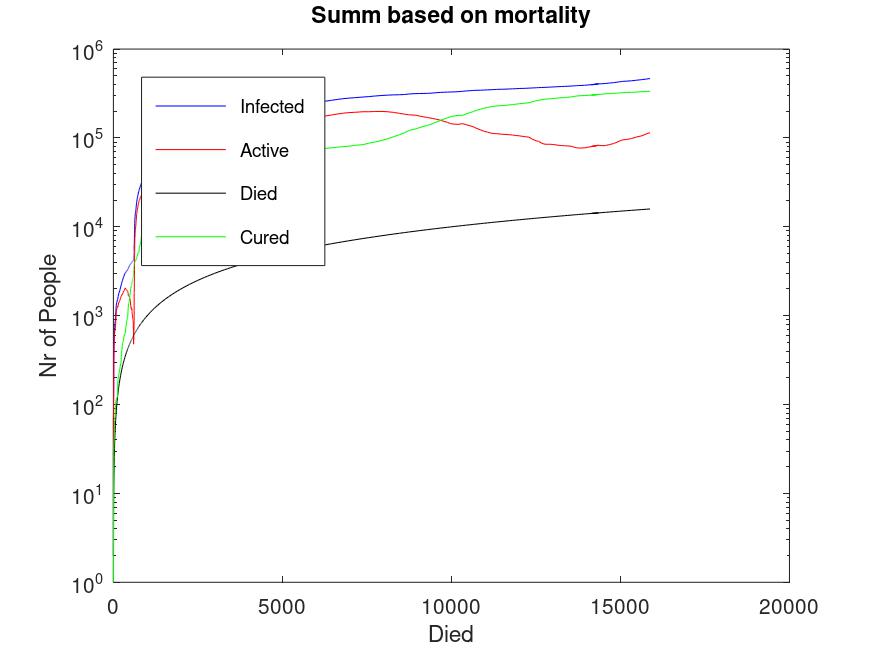 Summ based on mortality
10^6
10^5
10^4
10^3
10^2
10^1
10^0
Nr of People
Infected
Active
Died
Cured
0 5000 10000 15000 20000
Died